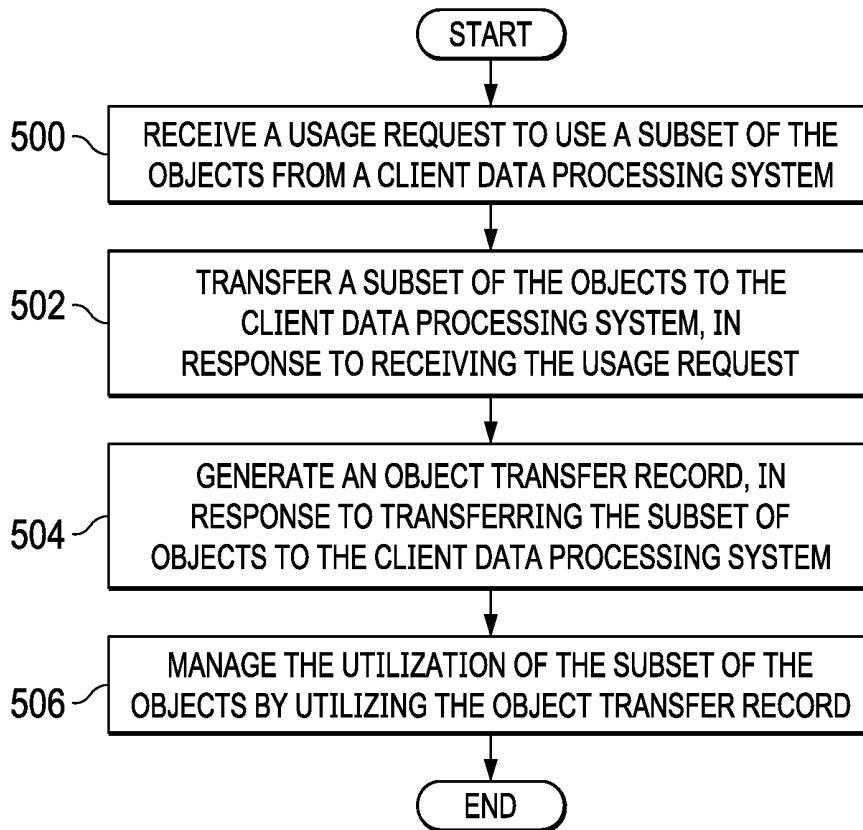 START
500
RECEIVE A USAGE REQUEST TO USE A SUBSET OF THE
OBJECTS FROM A CLIENT DATA PROCESSING SYSTEM
502
TRANSFER A SUBSET OF THE OBJECTS TO THE
CLIENT DATA PROCESSING SYSTEM, IN
RESPONSE TO RECEIVING THE USAGE REQUEST
504
GENERATE AN OBJECT TRANSFER RECORD, IN
RESPONSE TO TRANSFERRING THE SUBSET OF
OBJECTS TO THE CLIENT DATA PROCESSING SYSTEM
506
MANAGE THE UTILIZATION OF THE SUBSET OF THE
OBJECTS BY UTILIZING THE OBJECT TRANSFER RECORD
END